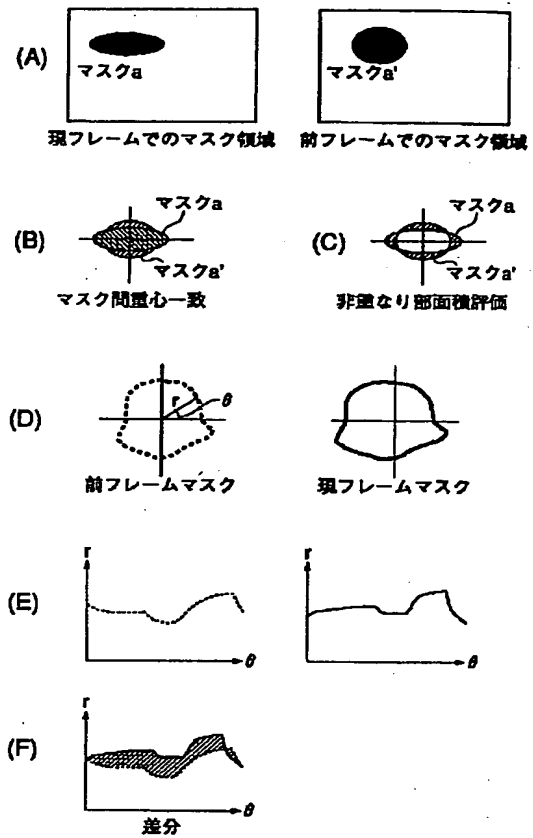 (A)
マスクa
マスクa'
現フレームでのマスク領域
前フレームでのマスク領域
(B)
マスクa
マスクa'
マスク間重心一致
(C)
マスクa
マスクa'
非重なり部面積評価
(D)
r
θ
前フレームマスク
現フレームマスク
(E)
r
θ
r
θ
(F)
r
θ
差分